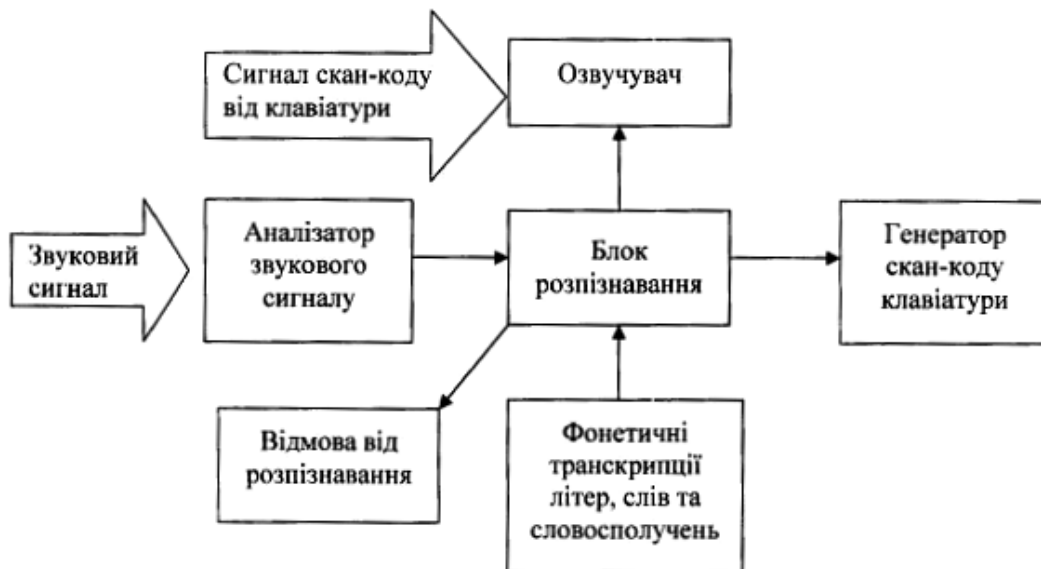 Сигнал скан-коду
від клавіатури
Озвучувач
Звуковий
сигнал
Аналізатор
звукового
сигналу
Блок
розпізнавання
Генератор
скан-коду
клавіатури
Відмова від
розпізнавання
Фонетичні
транскрипції
літер, слів та
словосполучень